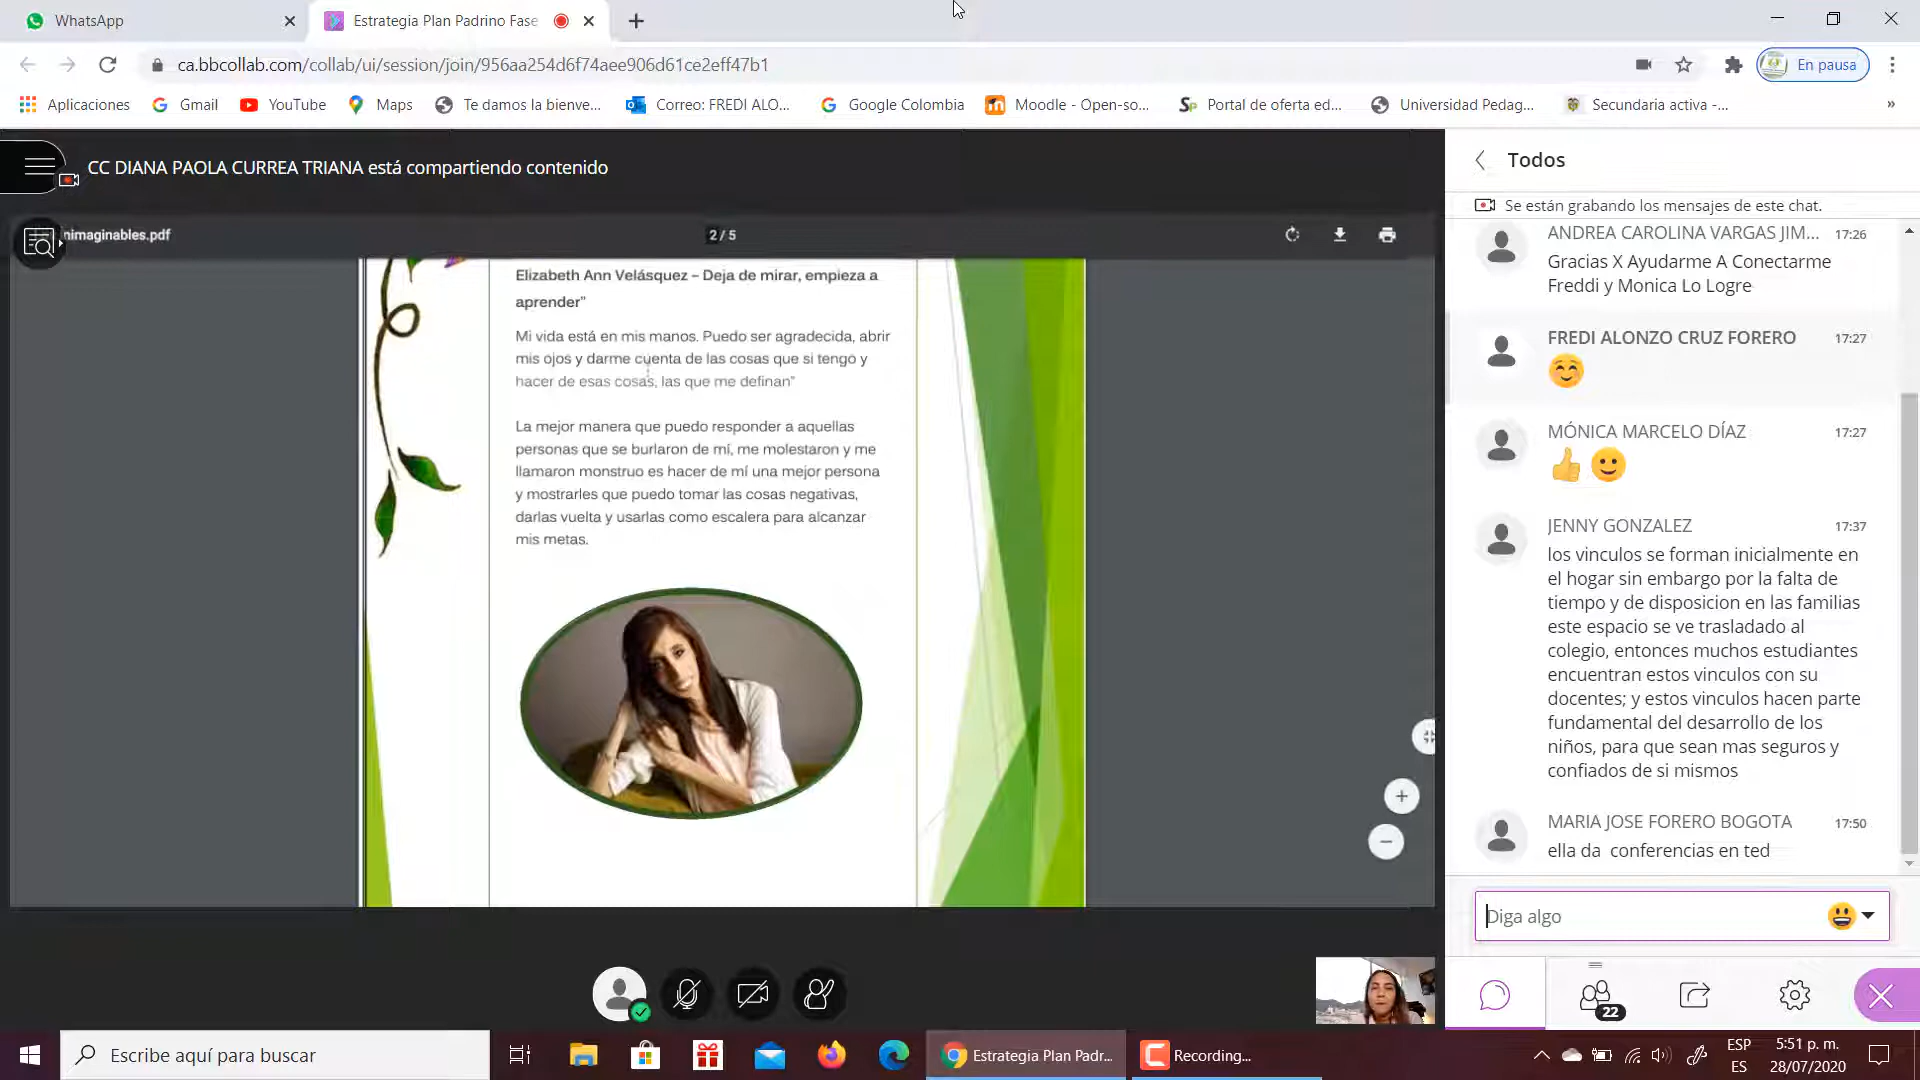 WhatsApp
Estrategia Plan Padrino Fase
ca.bbcollab.com/collab/ui/session/join/956aa254d6f74aee906d61ce2eff47b1
En pausa
Aplicaciones
Gmail
YouTube
Maps
Te damos la bienve...
Correo: FREDI ALO...
Google Colombia
Moodle - Open-so...
Portal de oferta ed...
Universidad Pedag...
Secundaria activa -...
»
CC DIANA PAOLA CURREA TRIANA está compartiendo contenido
nimaginables.pdf
2 / 5
Elizabeth Ann Velásquez – Deja de mirar, empieza a
aprender”
Mi vida está en mis manos. Puedo ser agradecida, abrir
mis ojos y darme cuenta de las cosas que si tengo y
hacer de esas cosas, las que me definan”
La mejor manera que puedo responder a aquellas
personas que se burlaron de mí, me molestaron y me
llamaron monstruo es hacer de mí una mejor persona
y mostrarles que puedo tomar las cosas negativas,
darlas vuelta y usarlas como escalera para alcanzar
mis metas.
Todos
Se están grabando los mensajes de este chat.
ANDREA CAROLINA VARGAS JIM... 17:26
Gracias X Ayudarme A Conectarme
Freddi y Monica Lo Logre
FREDI ALONZO CRUZ FORERO 17:27
☺️
MÓNICA MARCELO DÍAZ 17:27
👍 🙂
JENNY GONZALEZ 17:37
los vinculos se forman inicialmente en
el hogar sin embargo por la falta de
tiempo y de disposicion en las familias
este espacio se ve trasladado al
colegio, entonces muchos estudiantes
encuentran estos vinculos con su
docentes; y estos vinculos hacen parte
fundamental del desarrollo de los
niños, para que sean mas seguros y
confiados de si mismos
MARIA JOSE FORERO BOGOTA 17:50
ella da conferencias en ted
Diga algo
22
Escribe aquí para buscar
Estrategia Plan Padr...
Recording...
ESP
ES
5:51 p. m.
28/07/2020